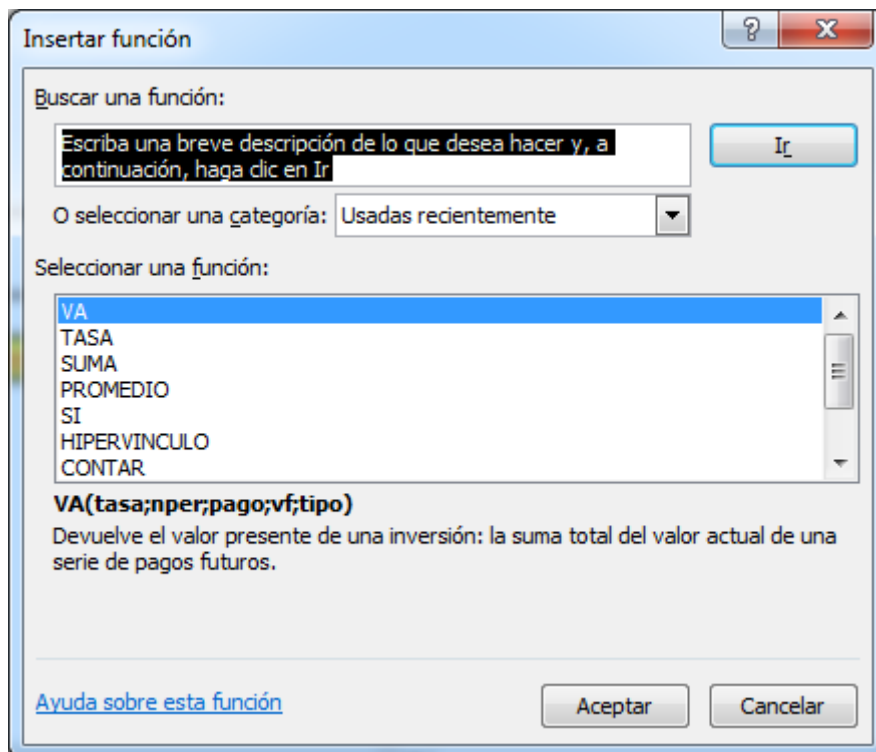 Insertar función
Buscar una función:
Escriba una breve descripción de lo que desea hacer y, a
continuación, haga clic en Ir
Ir
O seleccionar una categoría: Usadas recientemente
Seleccionar una función:
VA
TASA
SUMA
PROMEDIO
SI
HIPERVINCULO
CONTAR
VA(tasa;nper;pago;vf;tipo)
Devuelve el valor presente de una inversión: la suma total del valor actual de una
serie de pagos futuros.
Ayuda sobre esta función
Aceptar
Cancelar